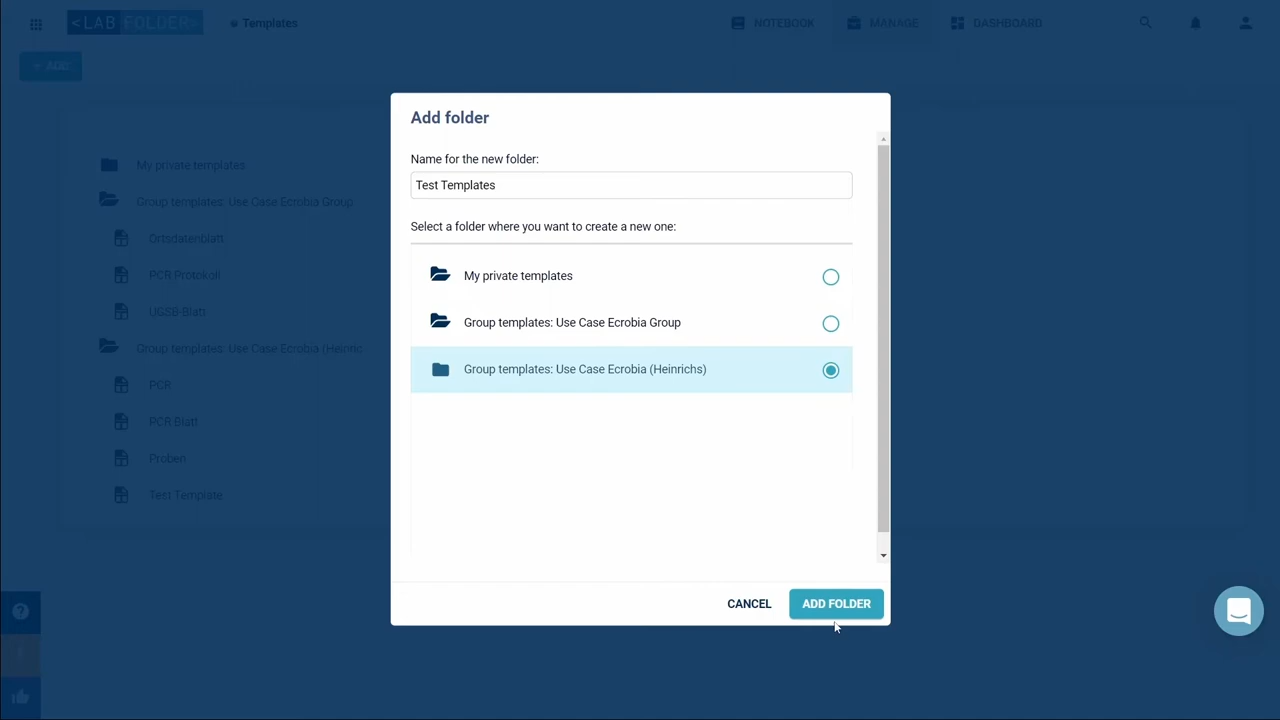 <LAB FOLDER>
Templates
NOTEBOOK
MANAGE
DASHBOARD
+ ADD
Add folder
Name for the new folder:
Test Templates
Select a folder where you want to create a new one:
My private templates
Group templates: Use Case Ecrobia Group
Group templates: Use Case Ecrobia (Heinrichs)
CANCEL
ADD FOLDER
My private templates
Group templates: Use Case Ecrobia Group
Ortsdatenblatt
PCR Protokoll
UGSB-Blatt
Group templates: Use Case Ecrobia (Heinric
PCR
PCR Blatt
Proben
Test Template